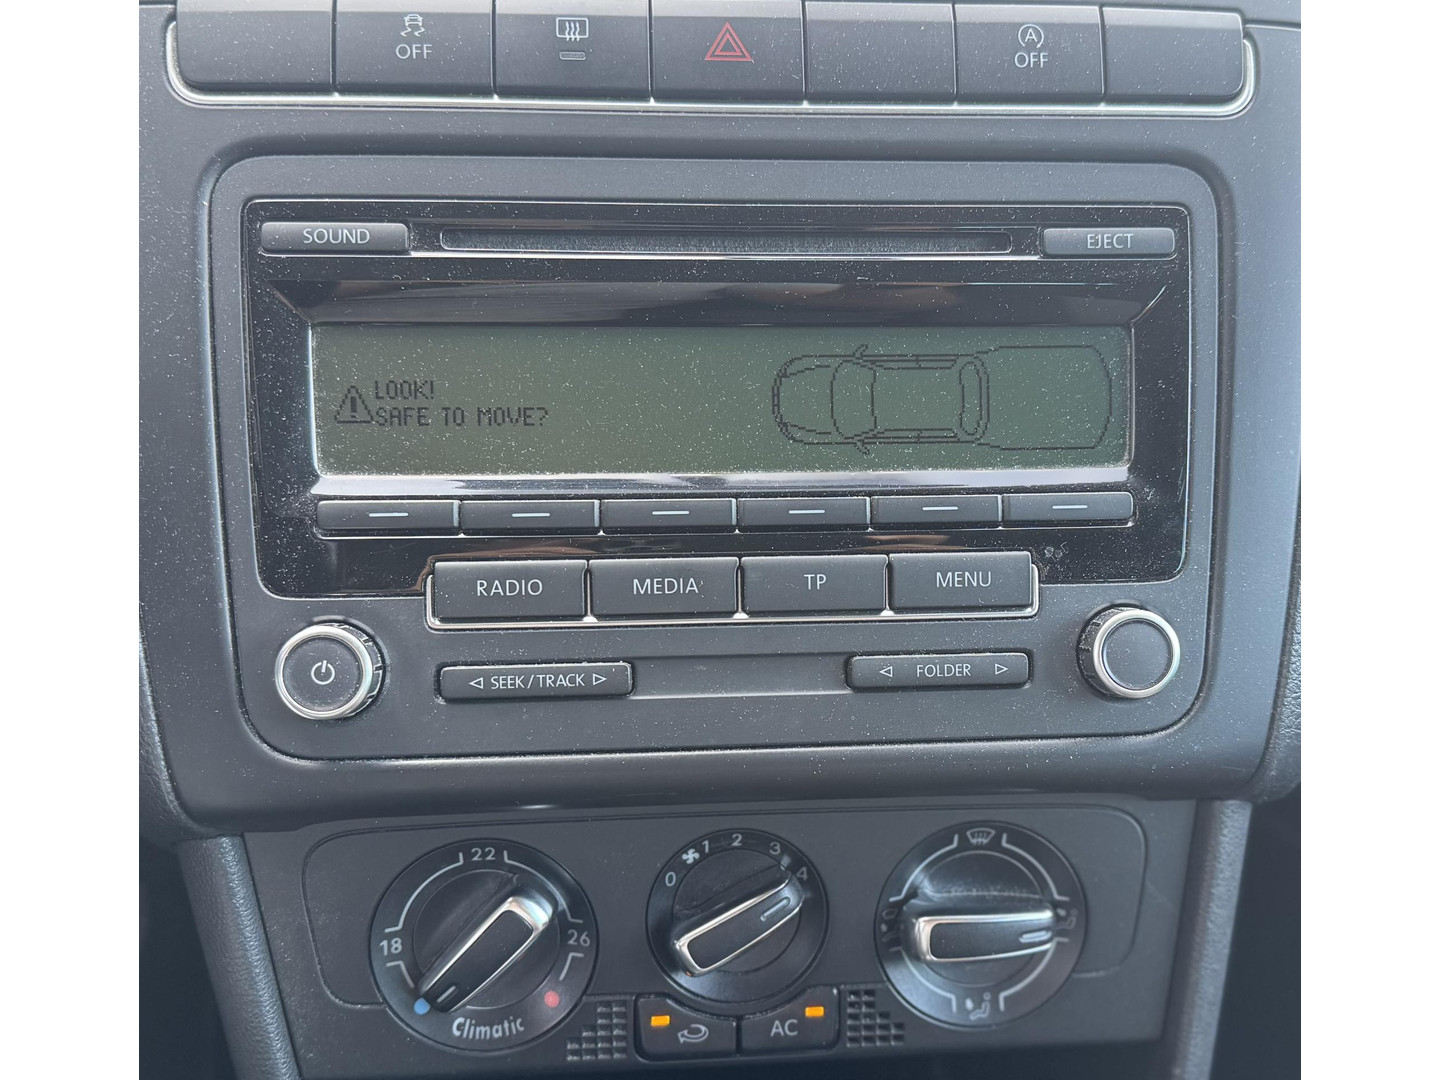 OFF
OFF
SOUND
EJECT
LOOK!
SAFE TO MOVE?
RADIO
MEDIA
TP
MENU
SEEK/TRACK
FOLDER
22
18
26
Climatic
0
1
2
3
4
AC